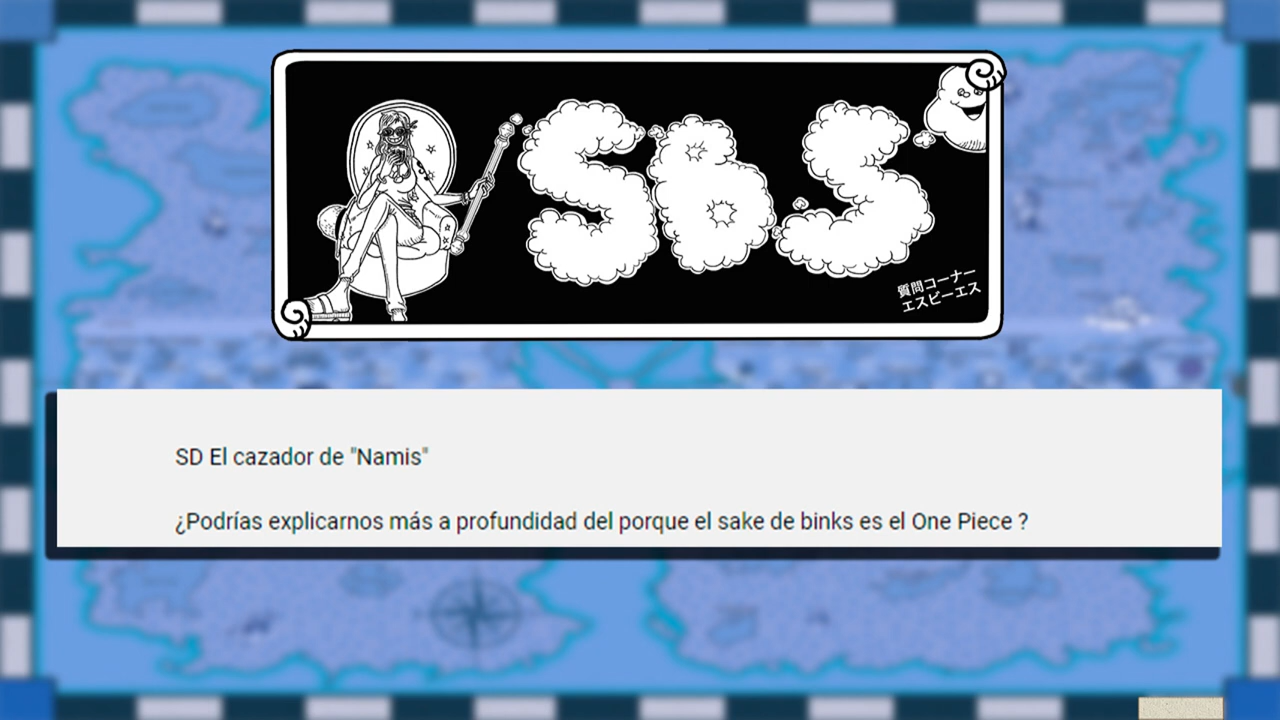 SBS
質問コーナー
エスビーエス
SD El cazador de "Namis"
¿Podrías explicarnos más a profundidad del porque el sake de binks es el One Piece ?